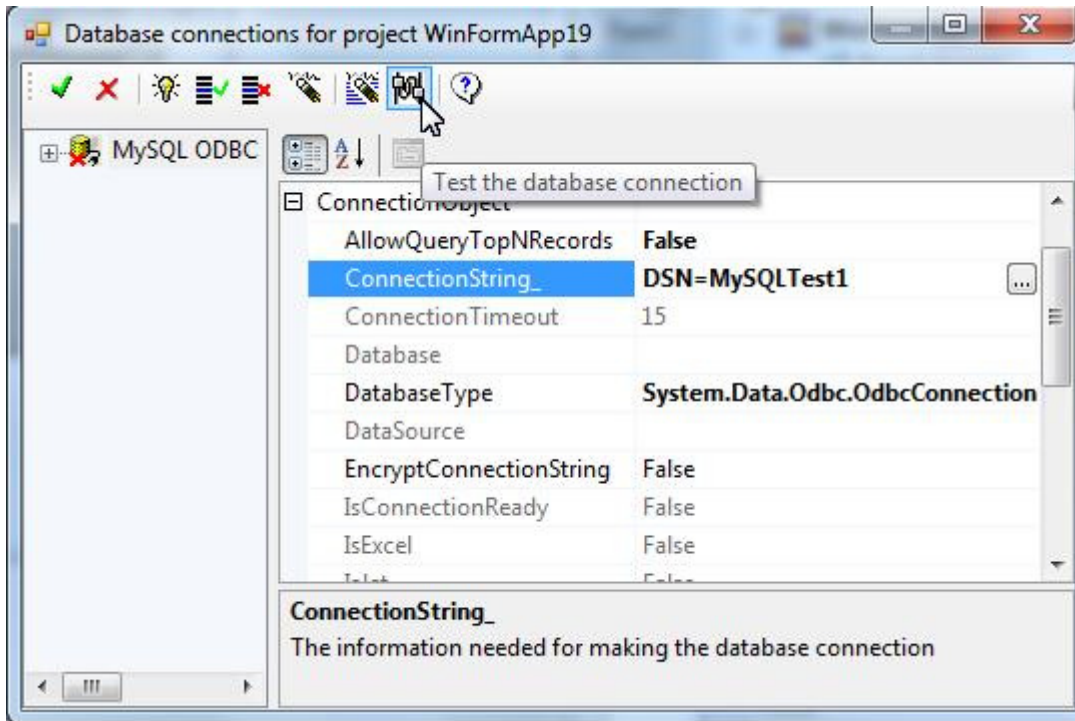 Database connections for project WinFormApp19
MySQL ODBC
Test the database connection
ConnectionObject
AllowQueryTopNRecords False
ConnectionString_ DSN=MySQLTest1 ...
ConnectionTimeout 15
Database
DatabaseType System.Data.Odbc.OdbcConnection
DataSource
EncryptConnectionString False
IsConnectionReady False
IsExcel False
ConnectionString_
The information needed for making the database connection